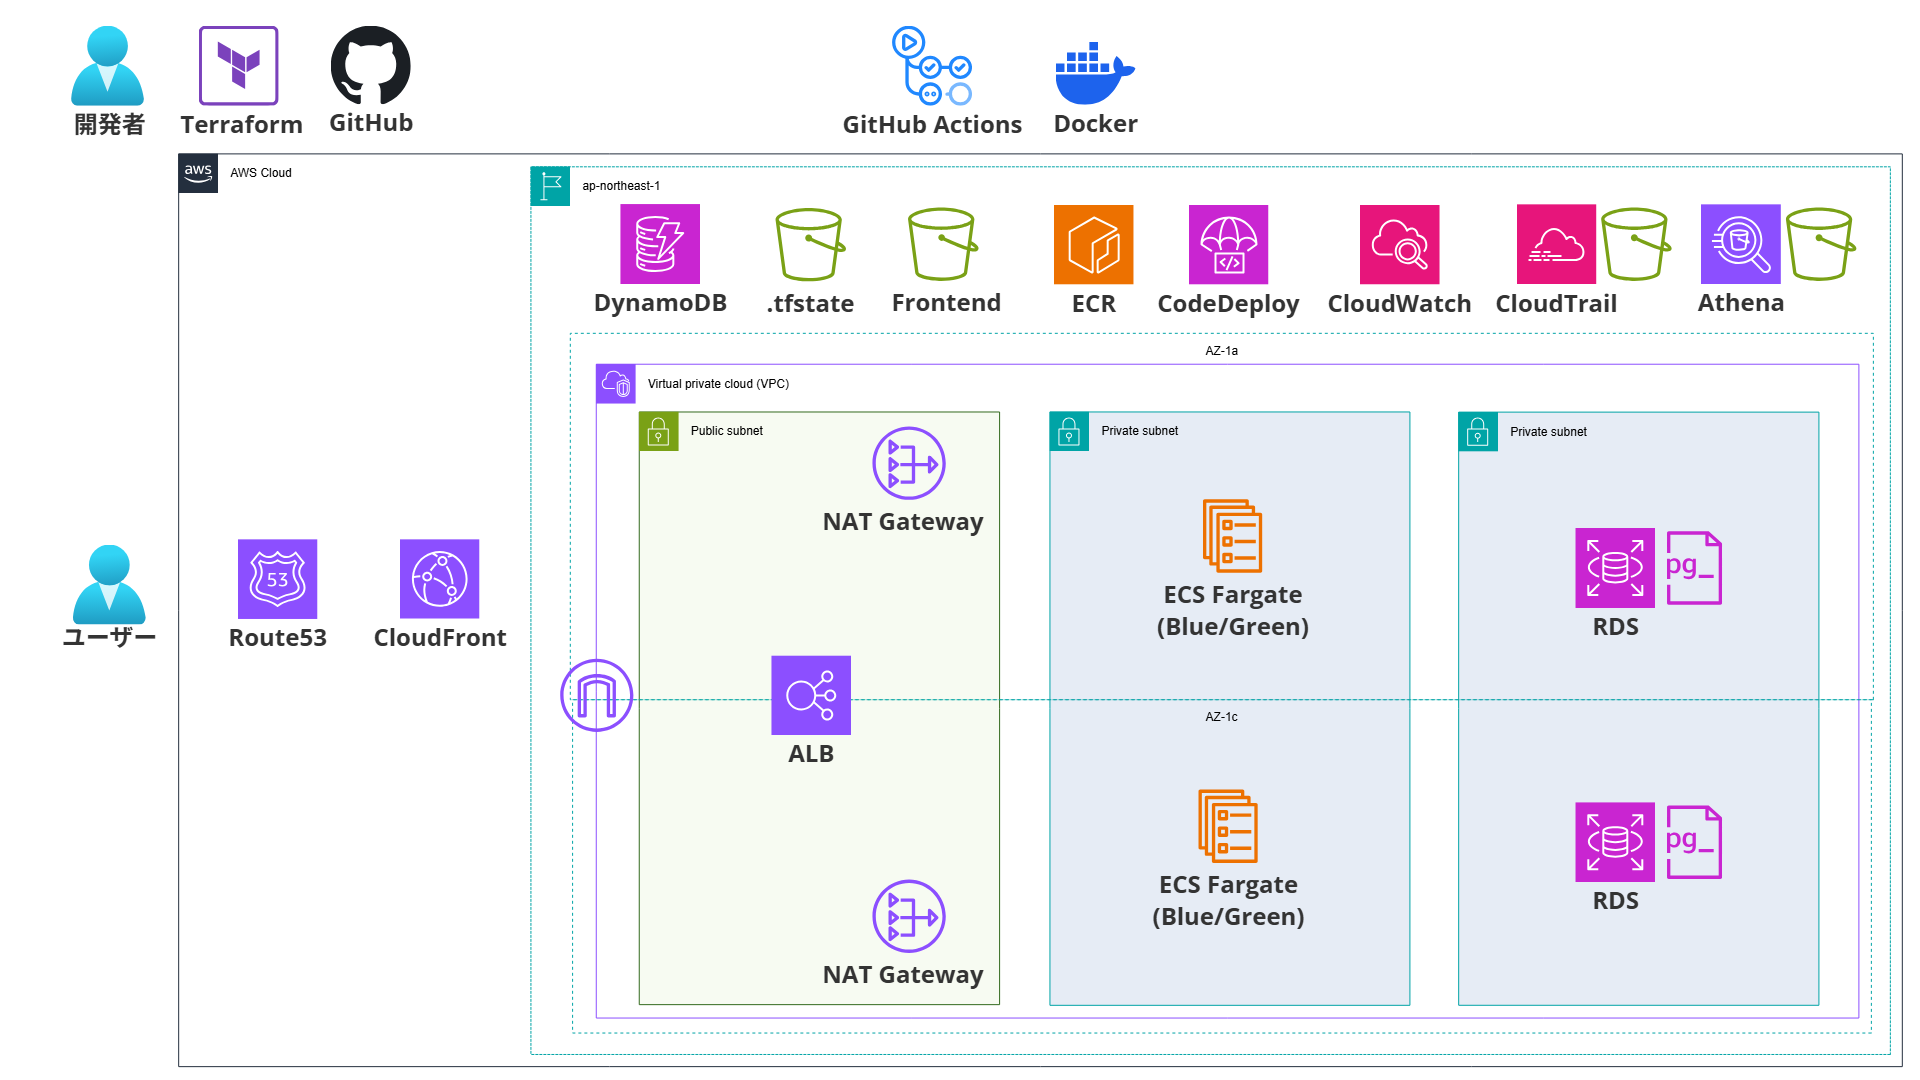 開発者
Terraform
GitHub
GitHub Actions
Docker
aws
AWS Cloud
ap-northeast-1
DynamoDB
.tfstate
Frontend
ECR
CodeDeploy
CloudWatch
CloudTrail
Athena
AZ-1a
Virtual private cloud (VPC)
Public subnet
Private subnet
Private subnet
NAT Gateway
ECS Fargate
(Blue/Green)
pg_
RDS
ユーザー
53
Route53
CloudFront
ALB
AZ-1c
ECS Fargate
(Blue/Green)
pg_
RDS
NAT Gateway